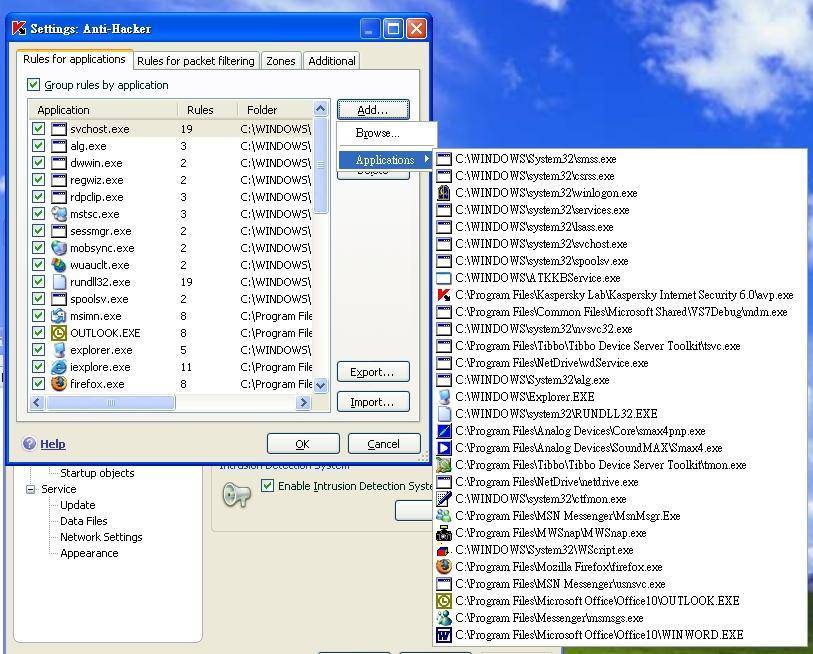 Settings: Anti-Hacker
Rules for applications
Rules for packet filtering
Zones
Additional
Group rules by application
Application Rules Folder
svchost.exe 19 C:\WINDOWS\
alg.exe 3 C:\WINDOWS\
dwwin.exe 2 C:\WINDOWS\
regwiz.exe 2 C:\WINDOWS\
rdpclip.exe 3 C:\WINDOWS\
mstsc.exe 3 C:\WINDOWS\
sessmgr.exe 2 C:\WINDOWS\
mobsync.exe 2 C:\WINDOWS\
wuauclt.exe 2 C:\WINDOWS\
rundll32.exe 19 C:\WINDOWS\
spoolsv.exe 2 C:\WINDOWS\
msimn.exe 8 C:\Program File
OUTLOOK.EXE 8 C:\Program File
explorer.exe 5 C:\WINDOWS\
iexplore.exe 11 C:\Program File
firefox.exe 8 C:\Program File
Add...
Browse...
Applications
Delete
Export...
Import...
Help
OK
Cancel
C:\WINDOWS\System32\smss.exe
C:\WINDOWS\system32\csrss.exe
C:\WINDOWS\system32\winlogon.exe
C:\WINDOWS\system32\services.exe
C:\WINDOWS\system32\lsass.exe
C:\WINDOWS\system32\svchost.exe
C:\WINDOWS\system32\spoolsv.exe
C:\WINDOWS\ATKKBService.exe
C:\Program Files\Kaspersky Lab\Kaspersky Internet Security 6.0\avp.exe
C:\Program Files\Common Files\Microsoft Shared\VS7Debug\mdm.exe
C:\WINDOWS\system32\nvsvc32.exe
C:\Program Files\Tibbo\Tibbo Device Server Toolkit\tsvc.exe
C:\Program Files\NetDrive\wdService.exe
C:\WINDOWS\System32\alg.exe
C:\WINDOWS\Explorer.EXE
C:\WINDOWS\system32\RUNDLL32.EXE
C:\Program Files\Analog Devices\Core\smax4pnp.exe
C:\Program Files\Analog Devices\SoundMAX\Smax4.exe
C:\Program Files\Tibbo\Tibbo Device Server Toolkit\tmon.exe
C:\Program Files\NetDrive\netdrive.exe
C:\WINDOWS\system32\ctfmon.exe
C:\Program Files\MSN Messenger\MsnMsgr.Exe
C:\Program Files\MWSnap\MWSnap.exe
C:\WINDOWS\System32\WScript.exe
C:\Program Files\Mozilla Firefox\firefox.exe
C:\Program Files\MSN Messenger\usnsvc.exe
C:\Program Files\Microsoft Office\Office10\OUTLOOK.EXE
C:\Program Files\Messenger\msmsgs.exe
C:\Program Files\Microsoft Office\Office10\WINWORD.EXE
Startup objects
Service
Update
Data Files
Network Settings
Appearance
Intrusion Detection System
Enable Intrusion Detection Syste